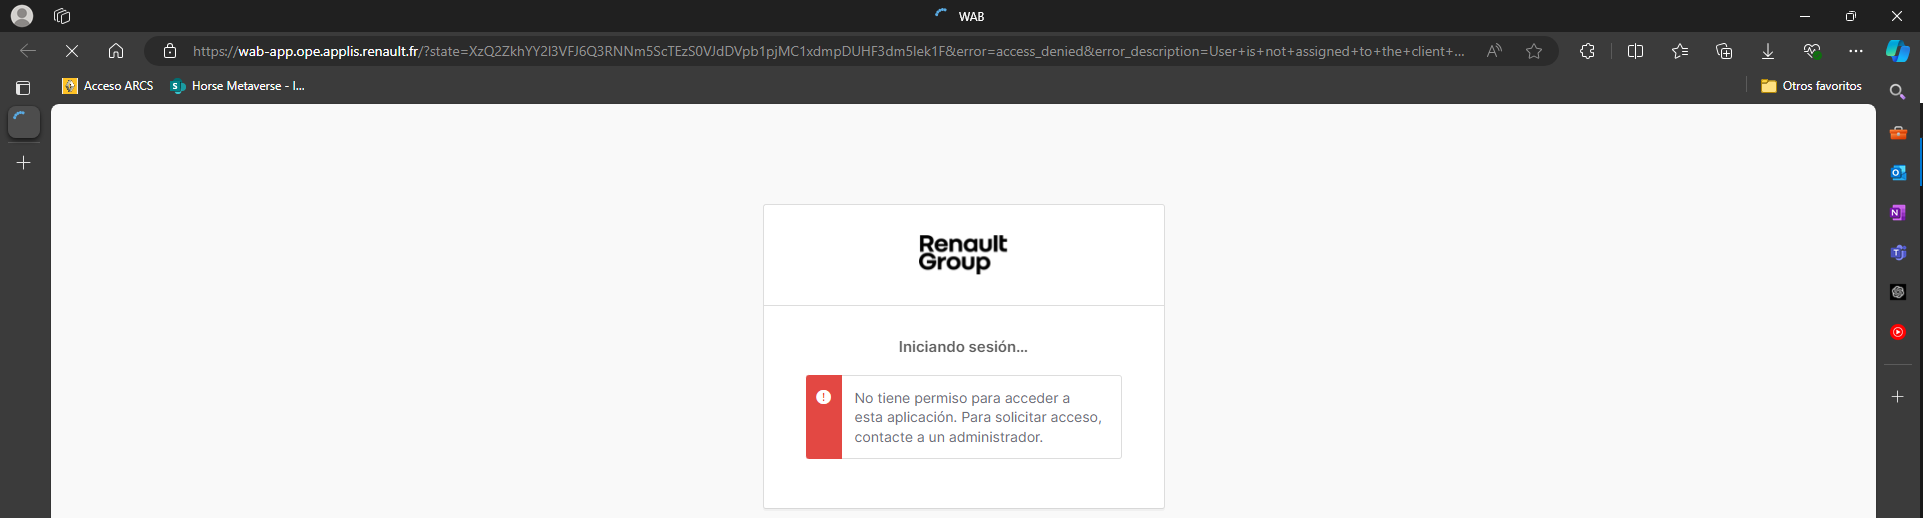 WAB
https://wab-app.ope.applis.renault.fr/?state=XzQ2ZkhYY2l3VFJ6Q3RNNm5ScTEzS0VJdDVpb1pjMC1xdmpDUHF3dm5lek1F&error=access_denied&error_description=User+is+not+assigned+to+the+client+...
Acceso ARCS
Horse Metaverse - I...
Otros favoritos
Renault
Group
Iniciando sesión...
No tiene permiso para acceder a
esta aplicación. Para solicitar acceso,
contacte a un administrador.